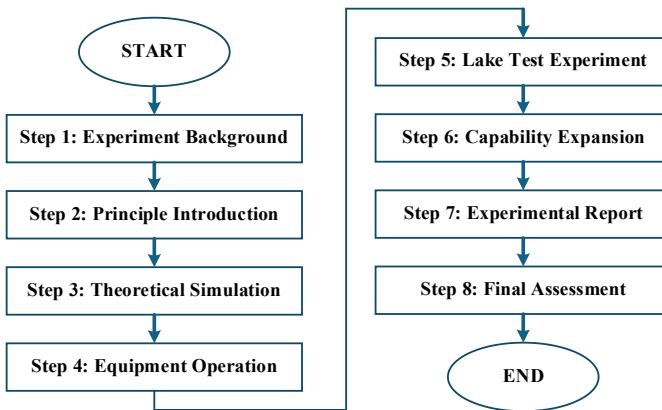 START
Step 1: Experiment Background
Step 2: Principle Introduction
Step 3: Theoretical Simulation
Step 4: Equipment Operation
Step 5: Lake Test Experiment
Step 6: Capability Expansion
Step 7: Experimental Report
Step 8: Final Assessment
END